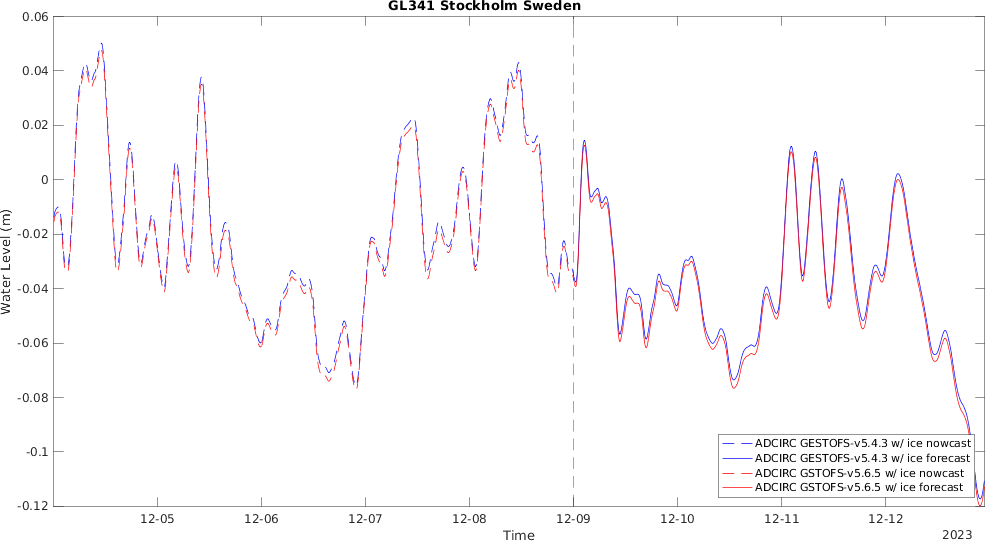 GL341 Stockholm Sweden
0.06
0.04
0.02
0
-0.02
-0.04
-0.06
-0.08
-0.1
-0.12
Water Level (m)
ADCIRC GESTOFS-v5.4.3 w/ ice nowcast
ADCIRC GESTOFS-v5.4.3 w/ ice forecast
ADCIRC GSTOFS-v5.6.5 w/ ice nowcast
ADCIRC GSTOFS-v5.6.5 w/ ice forecast
12-05 12-06 12-07 12-08 12-09 12-10 12-11 12-12
Time
2023